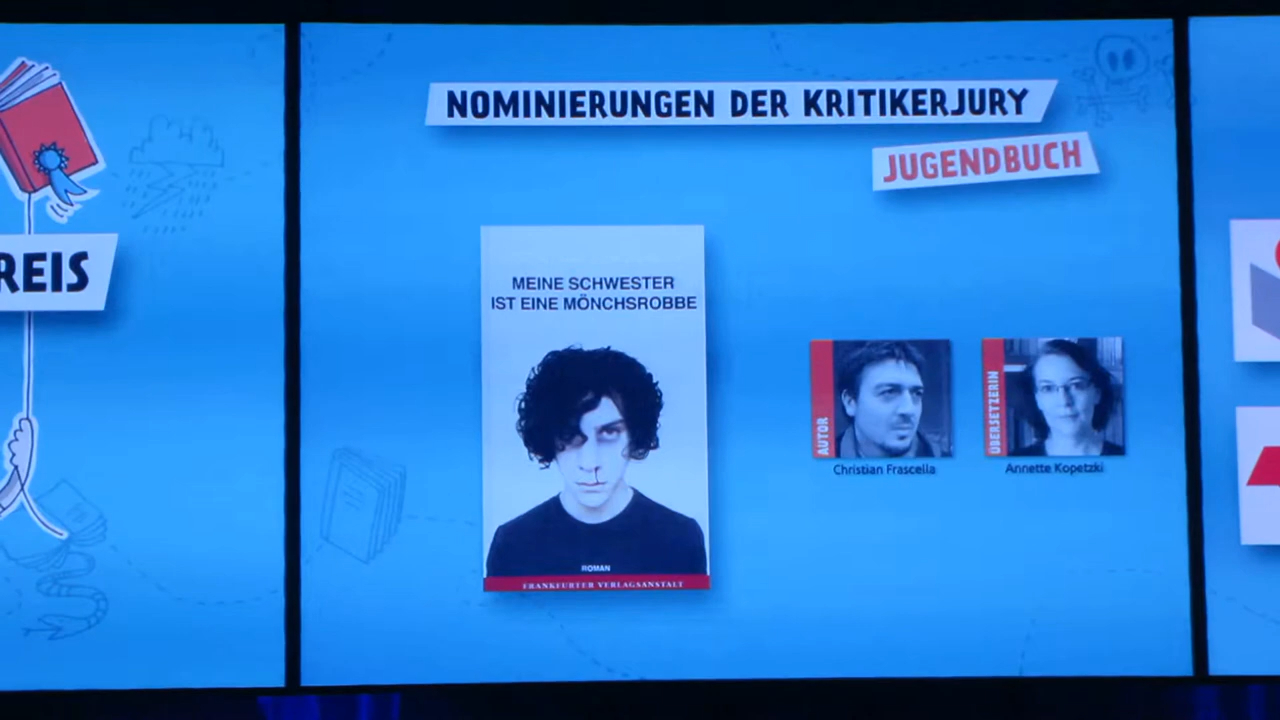 REIS
NOMINIERUNGEN DER KRITIKERJURY
JUGENDBUCH
MEINE SCHWESTER
IST EINE MÖNCHSROBBE
ROMAN
FRANKFURTER VERLAGSANSTALT
AUTOR
Christian Frascella
ÜBERSETZERIN
Annette Kopetzki